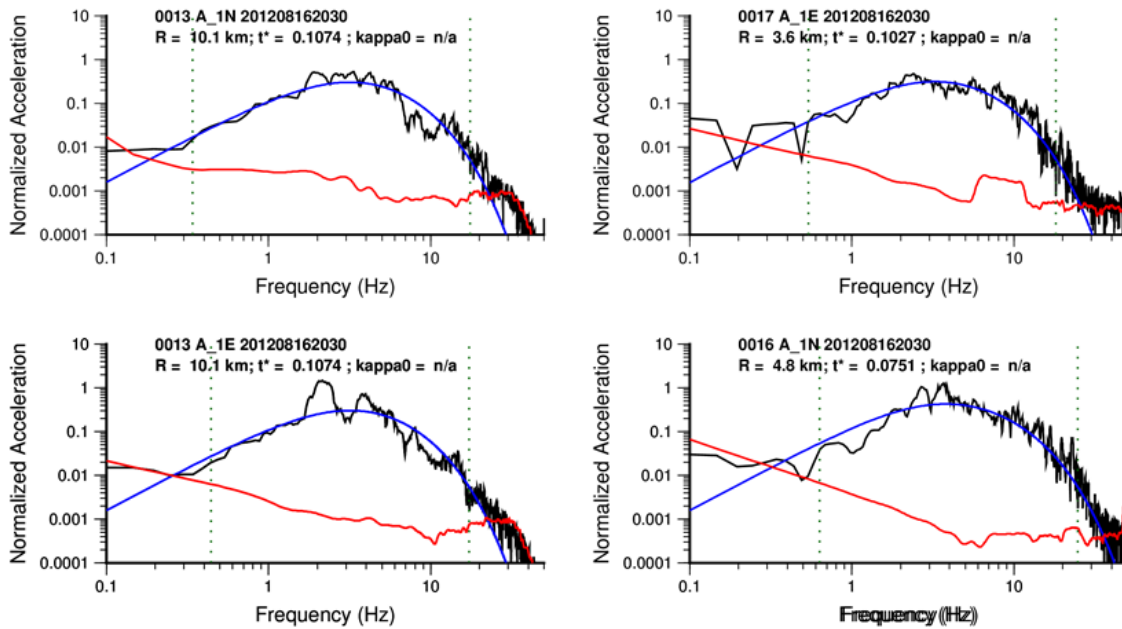 0013 A_1N 201208162030
R = 10.1 km; t* = 0.1074 ; kappa0 = n/a
Normalized Acceleration
10
1
0.1
0.01
0.001
0.0001
0.1
1
10
Frequency (Hz)
0017 A_1E 201208162030
R = 3.6 km; t* = 0.1027 ; kappa0 = n/a
Normalized Acceleration
10
1
0.1
0.01
0.001
0.0001
0.1
1
10
Frequency (Hz)
0013 A_1E 201208162030
R = 10.1 km; t* = 0.1074 ; kappa0 = n/a
Normalized Acceleration
10
1
0.1
0.01
0.001
0.0001
0.1
1
10
Frequency (Hz)
0016 A_1N 201208162030
R = 4.8 km; t* = 0.0751 ; kappa0 = n/a
Normalized Acceleration
10
1
0.1
0.01
0.001
0.0001
0.1
1
10
Frequency (Hz)